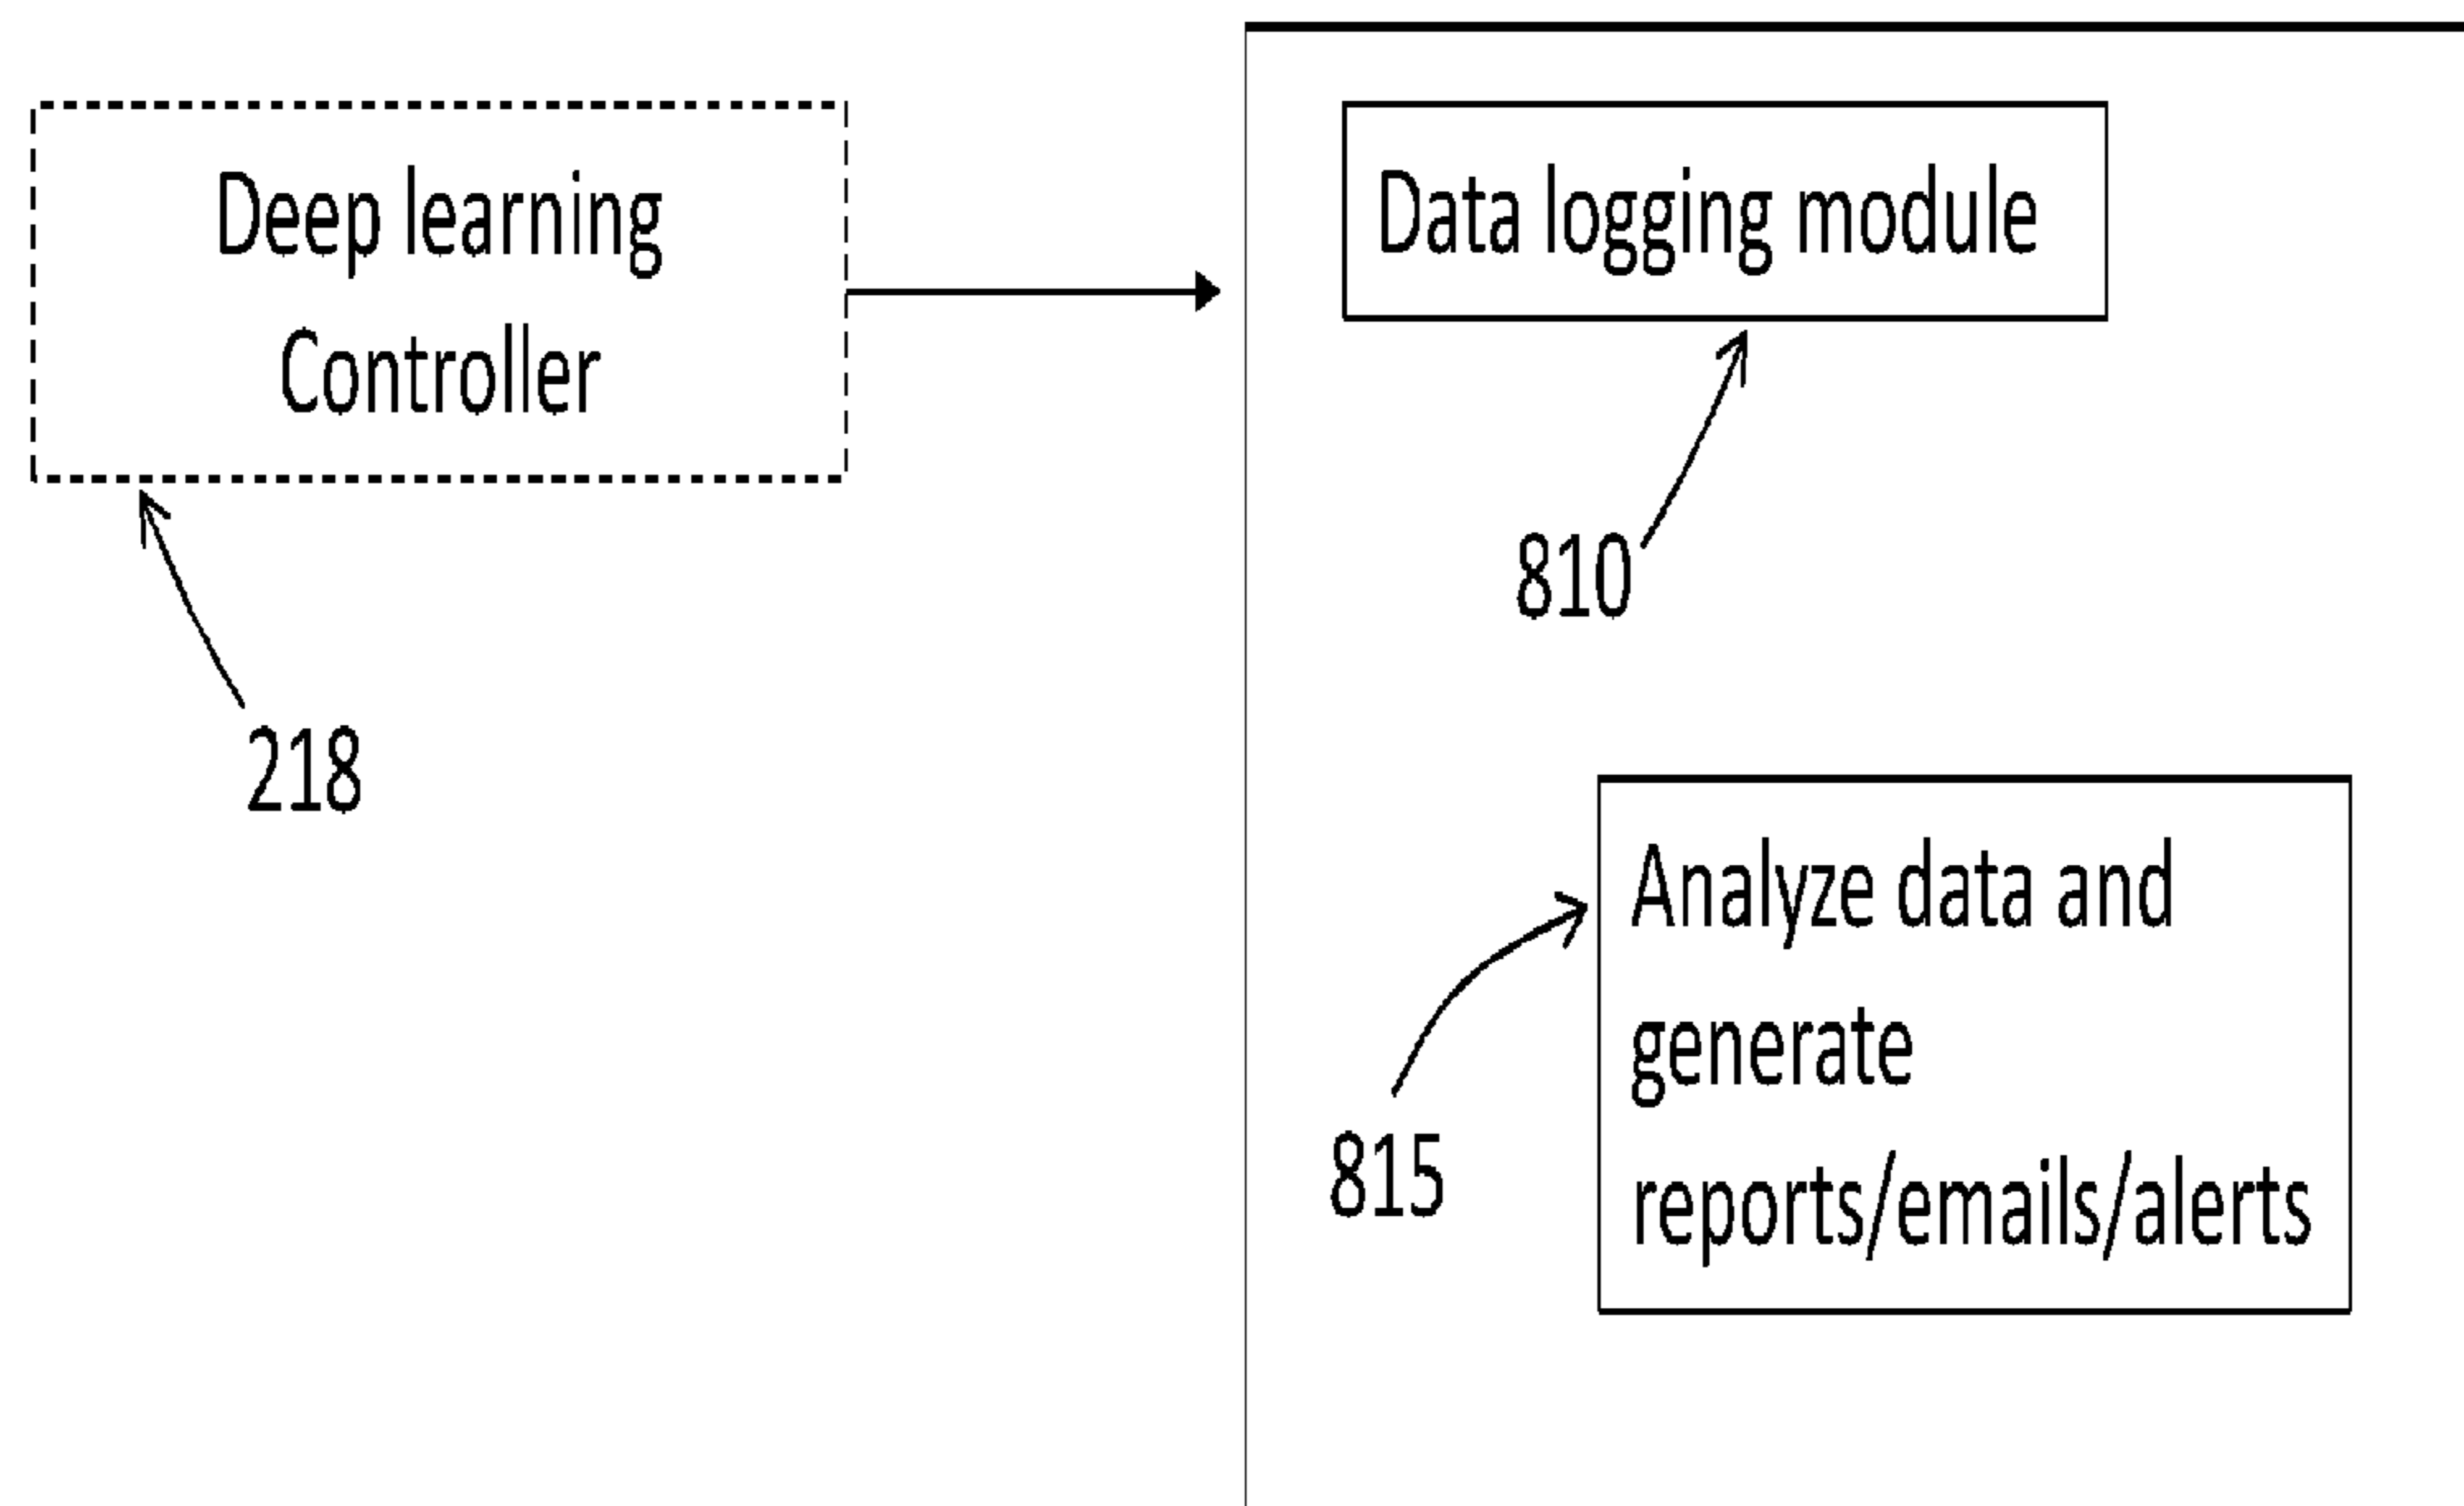 Deep learning
Controller
218
Data logging module
810
Analyze data and
generate
reports/emails/alerts
815